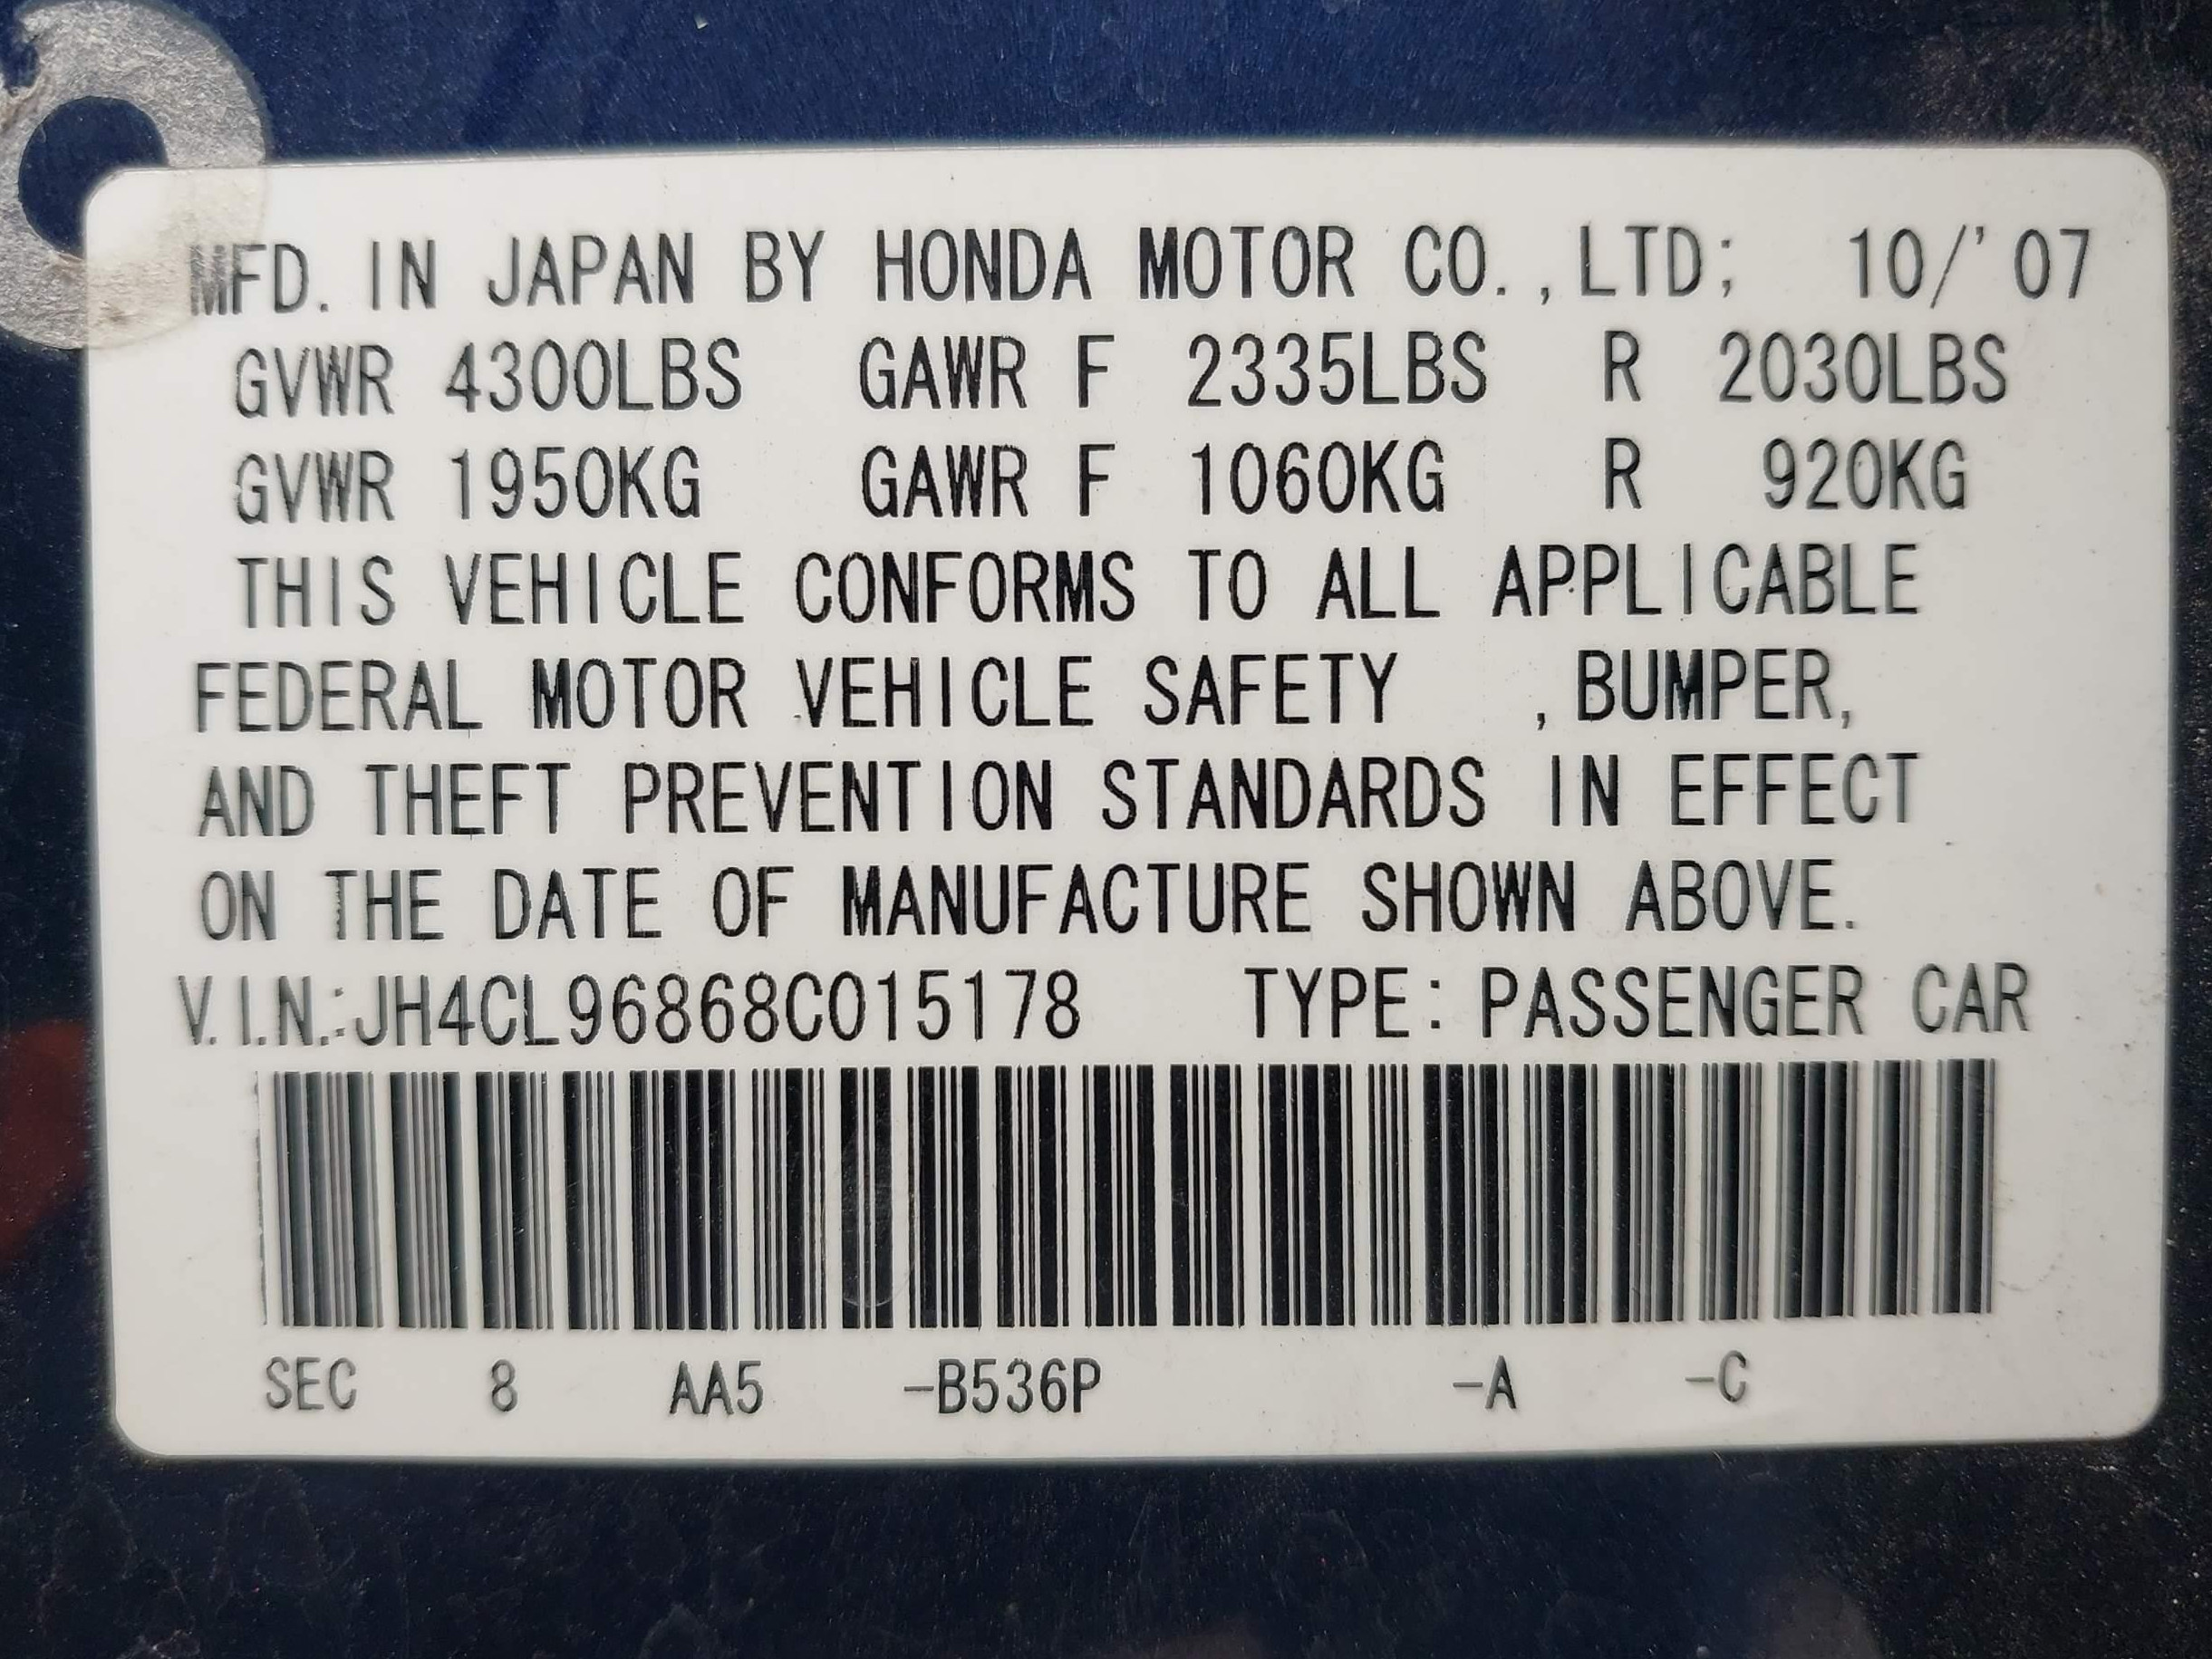 MFD. IN JAPAN BY HONDA MOTOR CO.,LTD; 10/'07
GVWR 4300LBS GAWR F 2335LBS R 2030LBS
GVWR 1950KG GAWR F 1060KG R 920KG
THIS VEHICLE CONFORMS TO ALL APPLICABLE
FEDERAL MOTOR VEHICLE SAFETY ,BUMPER,
AND THEFT PREVENTION STANDARDS IN EFFECT
ON THE DATE OF MANUFACTURE SHOWN ABOVE.
V.I.N.:JH4CL96868C015178 TYPE: PASSENGER CAR
SEC 8 AA5 -B536P -A -C